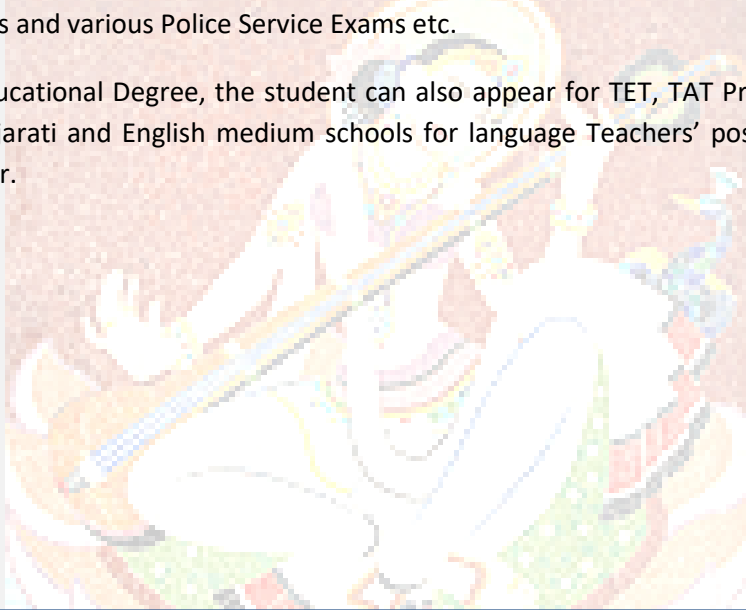 s and various Police Service Exams etc.
ucational Degree, the student can also appear for TET, TAT Pr
jarati and English medium schools for language Teachers’ pos
r.